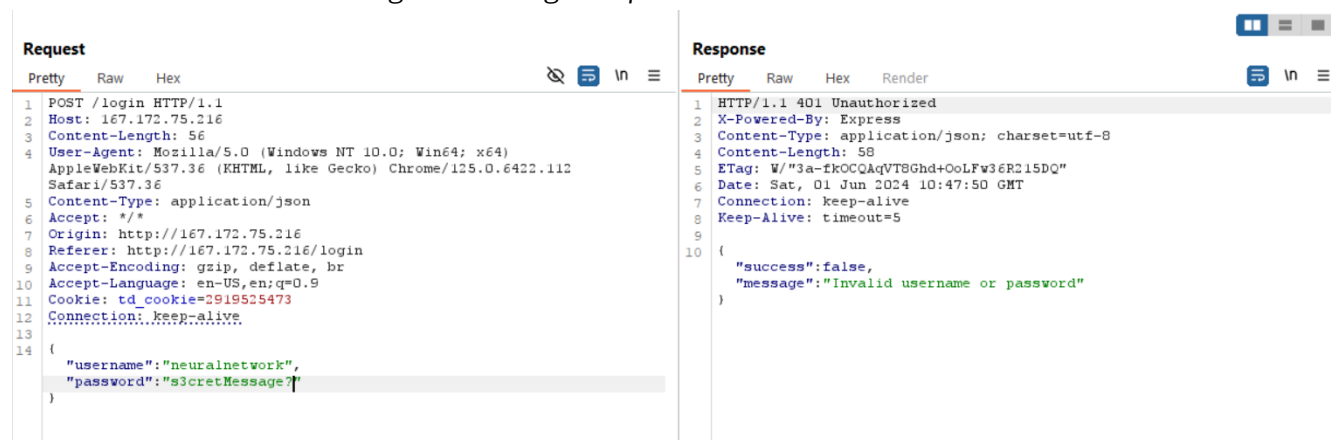 Request
Pretty Raw Hex
\n
1 POST /login HTTP/1.1
2 Host: 167.172.75.216
3 Content-Length: 56
4 User-Agent: Mozilla/5.0 (Windows NT 10.0; Win64; x64)
AppleWebKit/537.36 (KHTML, like Gecko) Chrome/125.0.6422.112
Safari/537.36
5 Content-Type: application/json
6 Accept: */*
7 Origin: http://167.172.75.216
8 Referer: http://167.172.75.216/login
9 Accept-Encoding: gzip, deflate, br
10 Accept-Language: en-US,en;q=0.9
11 Cookie: td_cookie=2919525473
12 Connection: keep-alive
13
14 {
"username":"neuralnetwork",
"password":"s3cretMessage?"
}
Response
Pretty Raw Hex Render
\n
1 HTTP/1.1 401 Unauthorized
2 X-Powered-By: Express
3 Content-Type: application/json; charset=utf-8
4 Content-Length: 58
5 ETag: W/"3a-fkOCQAqVT8Ghd+OoLFw36R215DQ"
6 Date: Sat, 01 Jun 2024 10:47:50 GMT
7 Connection: keep-alive
8 Keep-Alive: timeout=5
9
10 {
"success":false,
"message":"Invalid username or password"
}